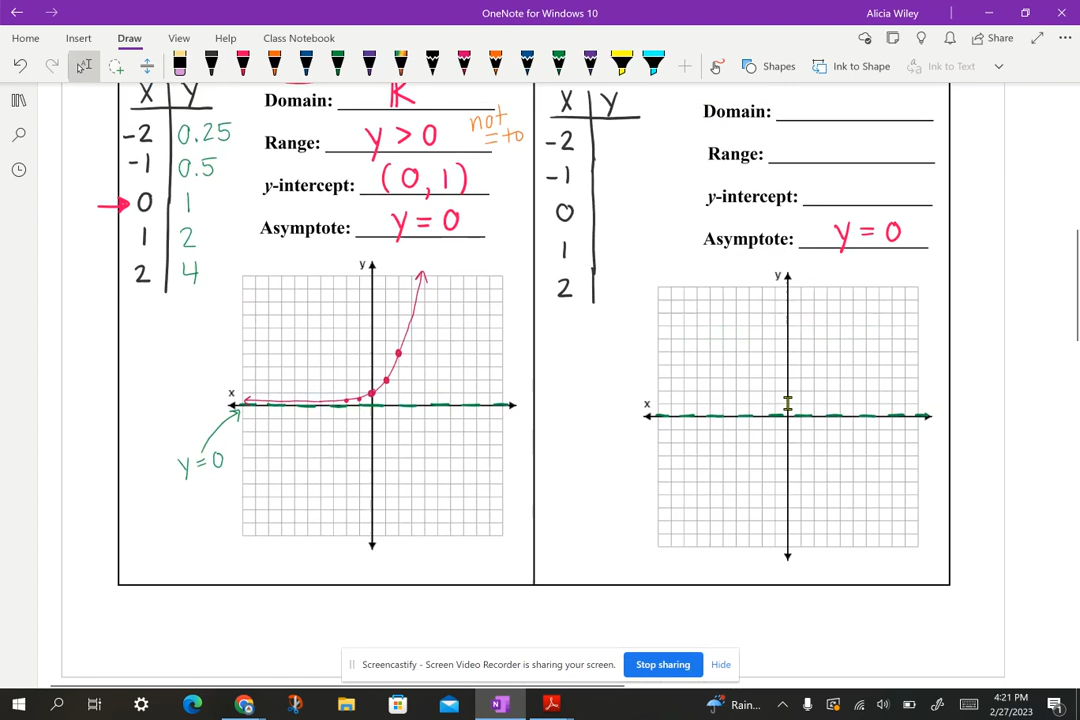 OneNote for Windows 10
Alicia Wiley
Home Insert Draw View Help Class Notebook
Share
Shapes Ink to Shape Ink to Text
X Y
-2 0.25
-1 0.5
0 1
1 2
2 4
Domain: ℝ
Range: y > 0
not = to
y-intercept: (0, 1)
Asymptote: y = 0
y
x
y = 0
X Y
-2
-1
0
1
2
Domain:
Range:
y-intercept:
Asymptote: y = 0
y
x
Screencastify - Screen Video Recorder is sharing your screen. Stop sharing Hide
Rain...
4:21 PM
2/27/2023
1